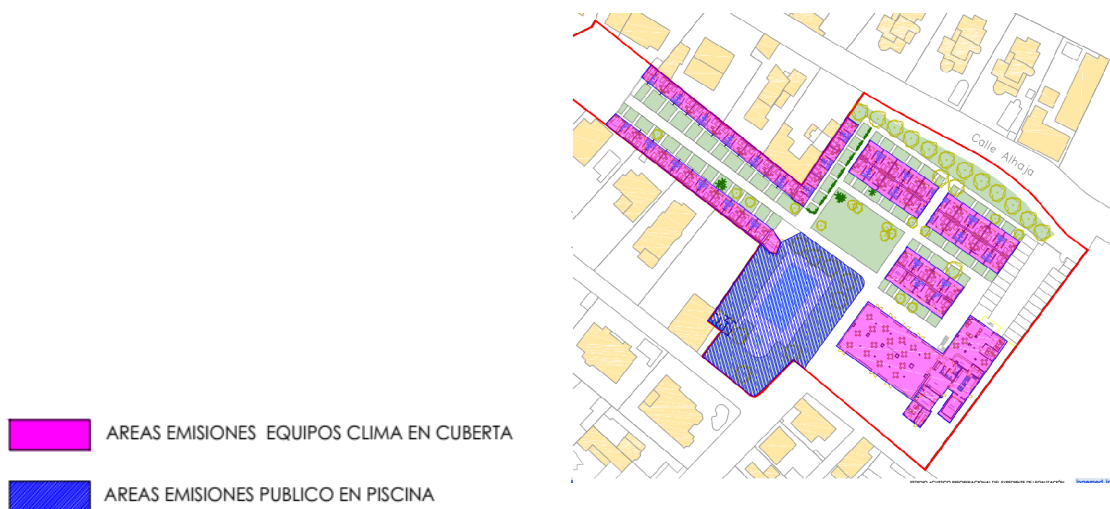 Calle Alhaja
AREAS EMISIONES EQUIPOS CLIMA EN CUBERTA
AREAS EMISIONES PUBLICO EN PISCINA